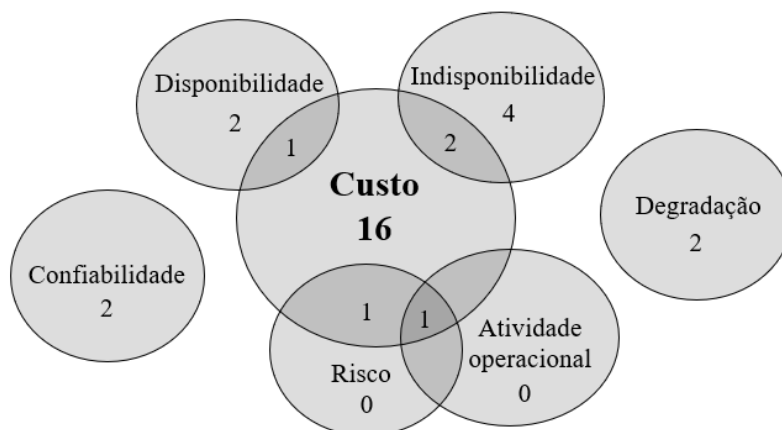 Disponibilidade
2
1
Indisponibilidade
4
2
Custo
16
Degradação
2
Confiabilidade
2
1
1
Risco
0
Atividade
operacional
0